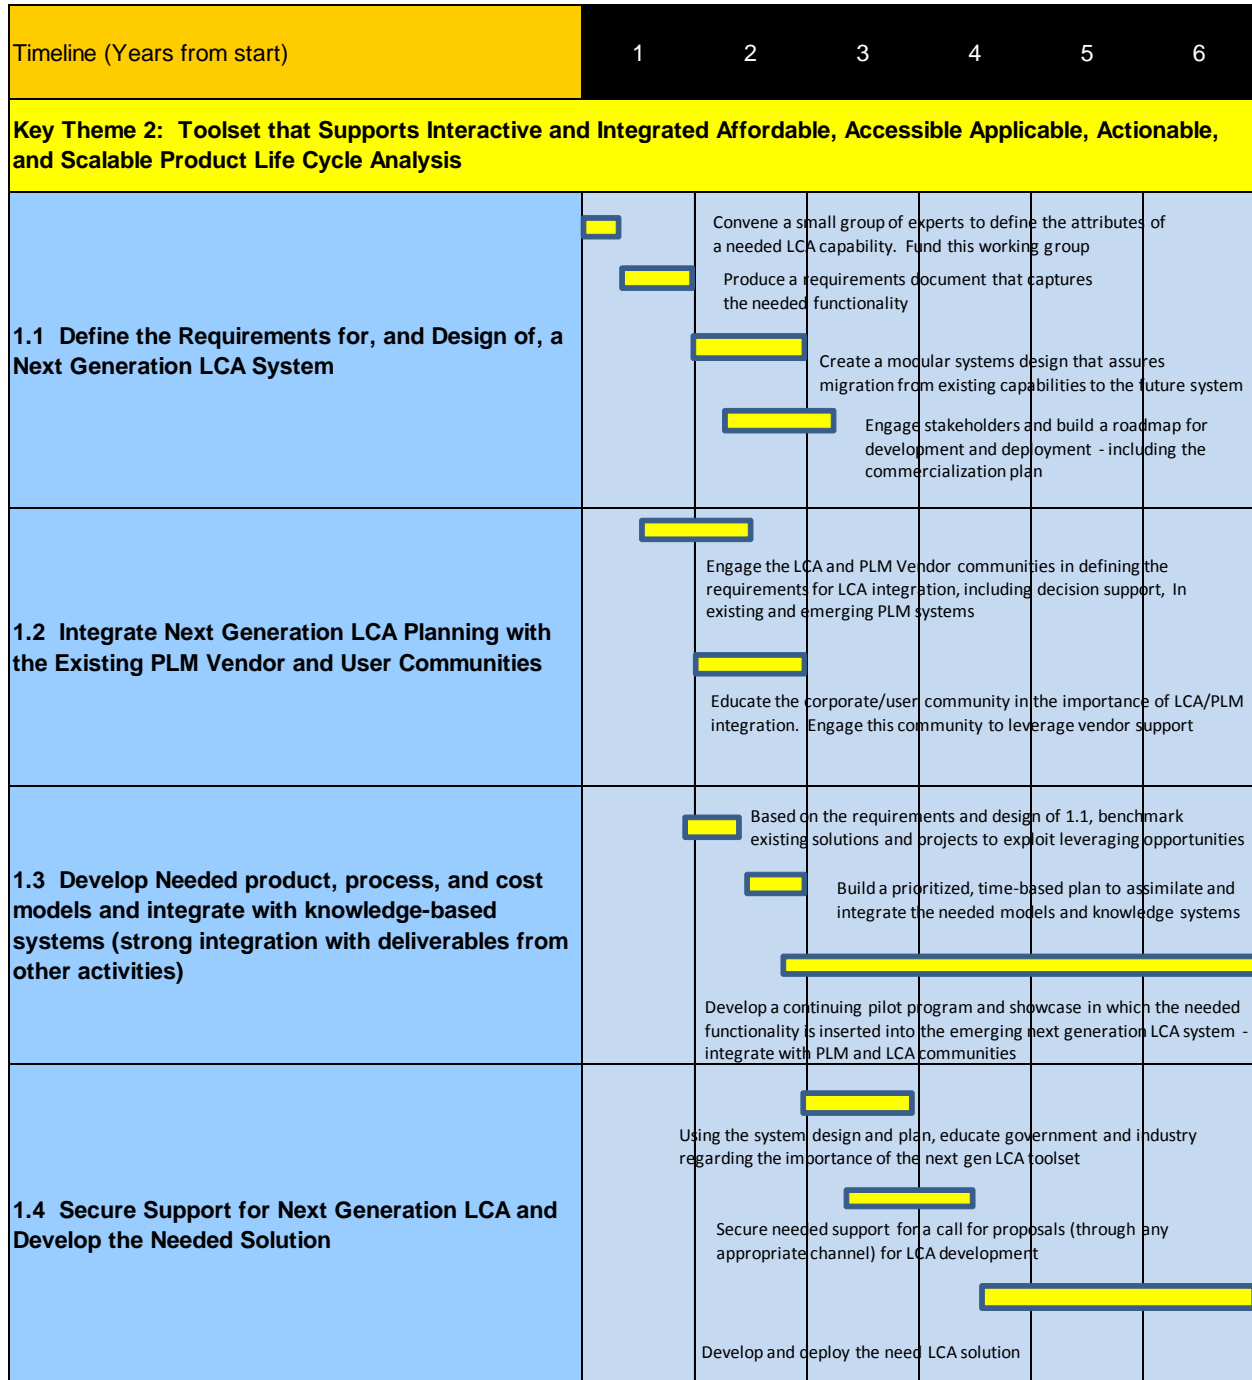 Timeline (Years from start)
1 2 3 4 5 6
Key Theme 2:  Toolset that Supports Interactive and Integrated Affordable, Accessible Applicable, Actionable,
and Scalable Product Life Cycle Analysis
1.1  Define the Requirements for, and Design of, a
Next Generation LCA System
Convene a small group of experts to define the attributes of
a needed LCA capability.  Fund this working group
Produce a requirements document that captures
the needed functionality
Create a modular systems design that assures
migration from existing capabilities to the future system
Engage stakeholders and build a roadmap for
development and deployment - including the
commercialization plan
1.2  Integrate Next Generation LCA Planning with
the Existing PLM Vendor and User Communities
Engage the LCA and PLM Vendor communities in defining the
requirements for LCA integration, including decision support, In
existing and emerging PLM systems
Educate the corporate/user community in the importance of LCA/PLM
integration.  Engage this community to leverage vendor support
1.3  Develop Needed product, process, and cost
models and integrate with knowledge-based
systems (strong integration with deliverables from
other activities)
Based on the requirements and design of 1.1, benchmark
existing solutions and projects to exploit leveraging opportunities
Build a prioritized, time-based plan to assimilate and
integrate the needed models and knowledge systems
Develop a continuing pilot program and showcase in which the needed
functionality is inserted into the emerging next generation LCA system -
integrate with PLM and LCA communities
1.4  Secure Support for Next Generation LCA and
Develop the Needed Solution
Using the system design and plan, educate government and industry
regarding the importance of the next gen LCA toolset
Secure needed support for a call for proposals (through any
appropriate channel) for LCA development
Develop and deploy the need LCA solution